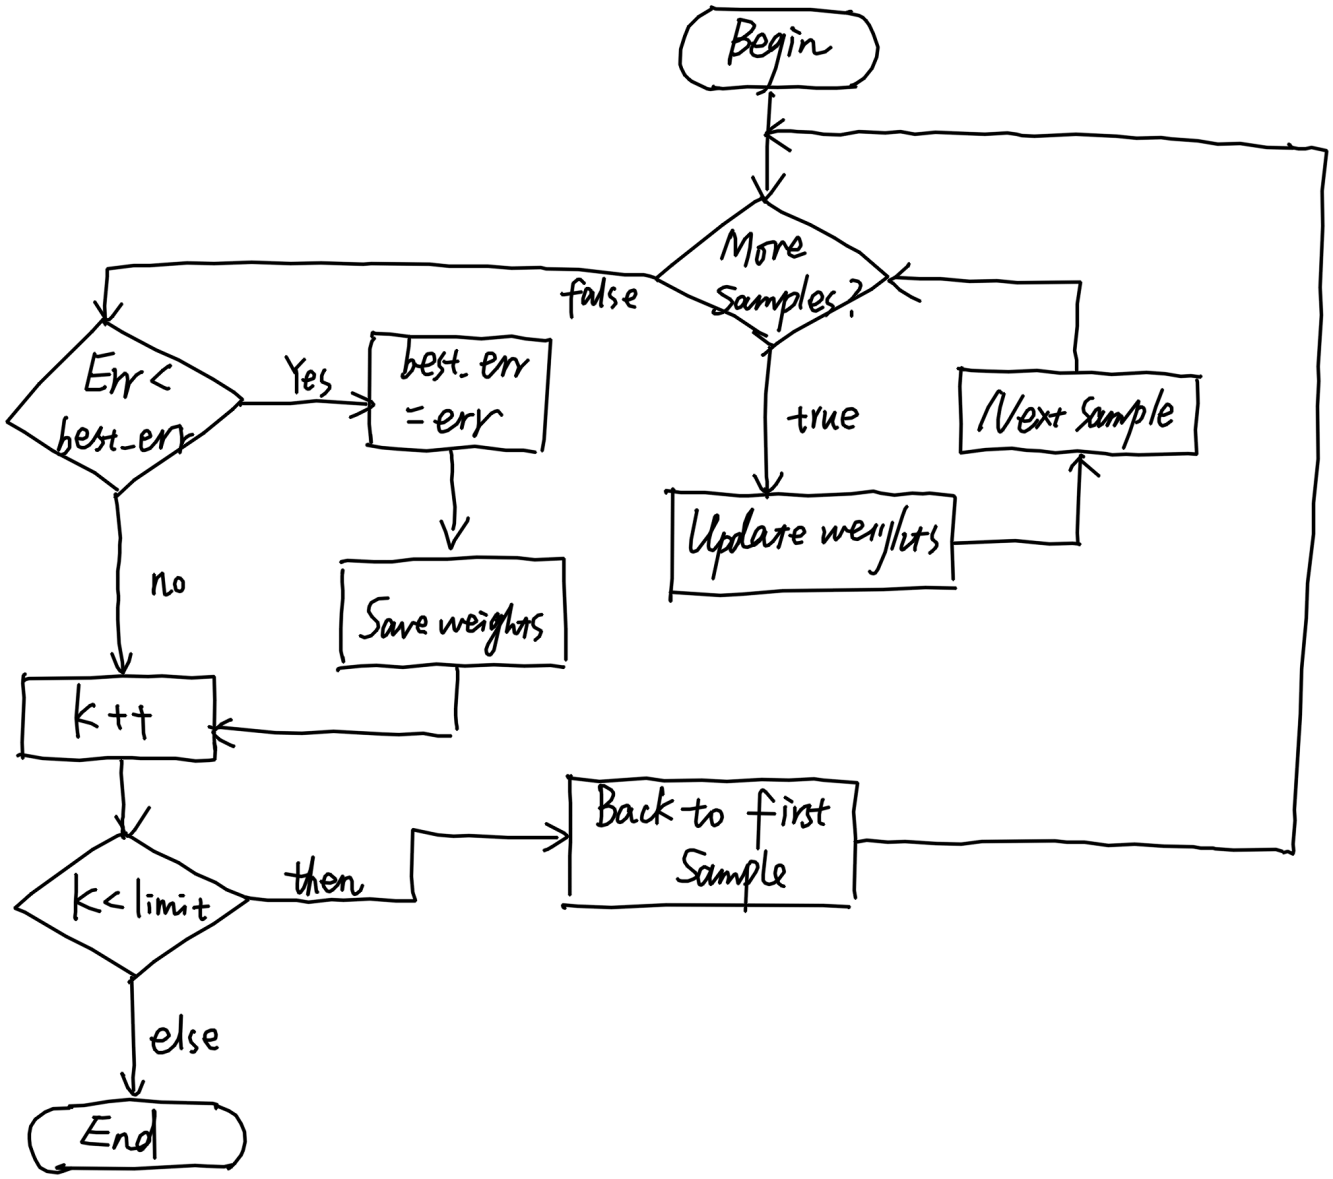 Begin
More
Samples?
false
true
Err <
best_err
Yes
best_err
= err
Next Sample
Update weights
no
Save weights
K++
Back to first
Sample
K < limit
then
else
End